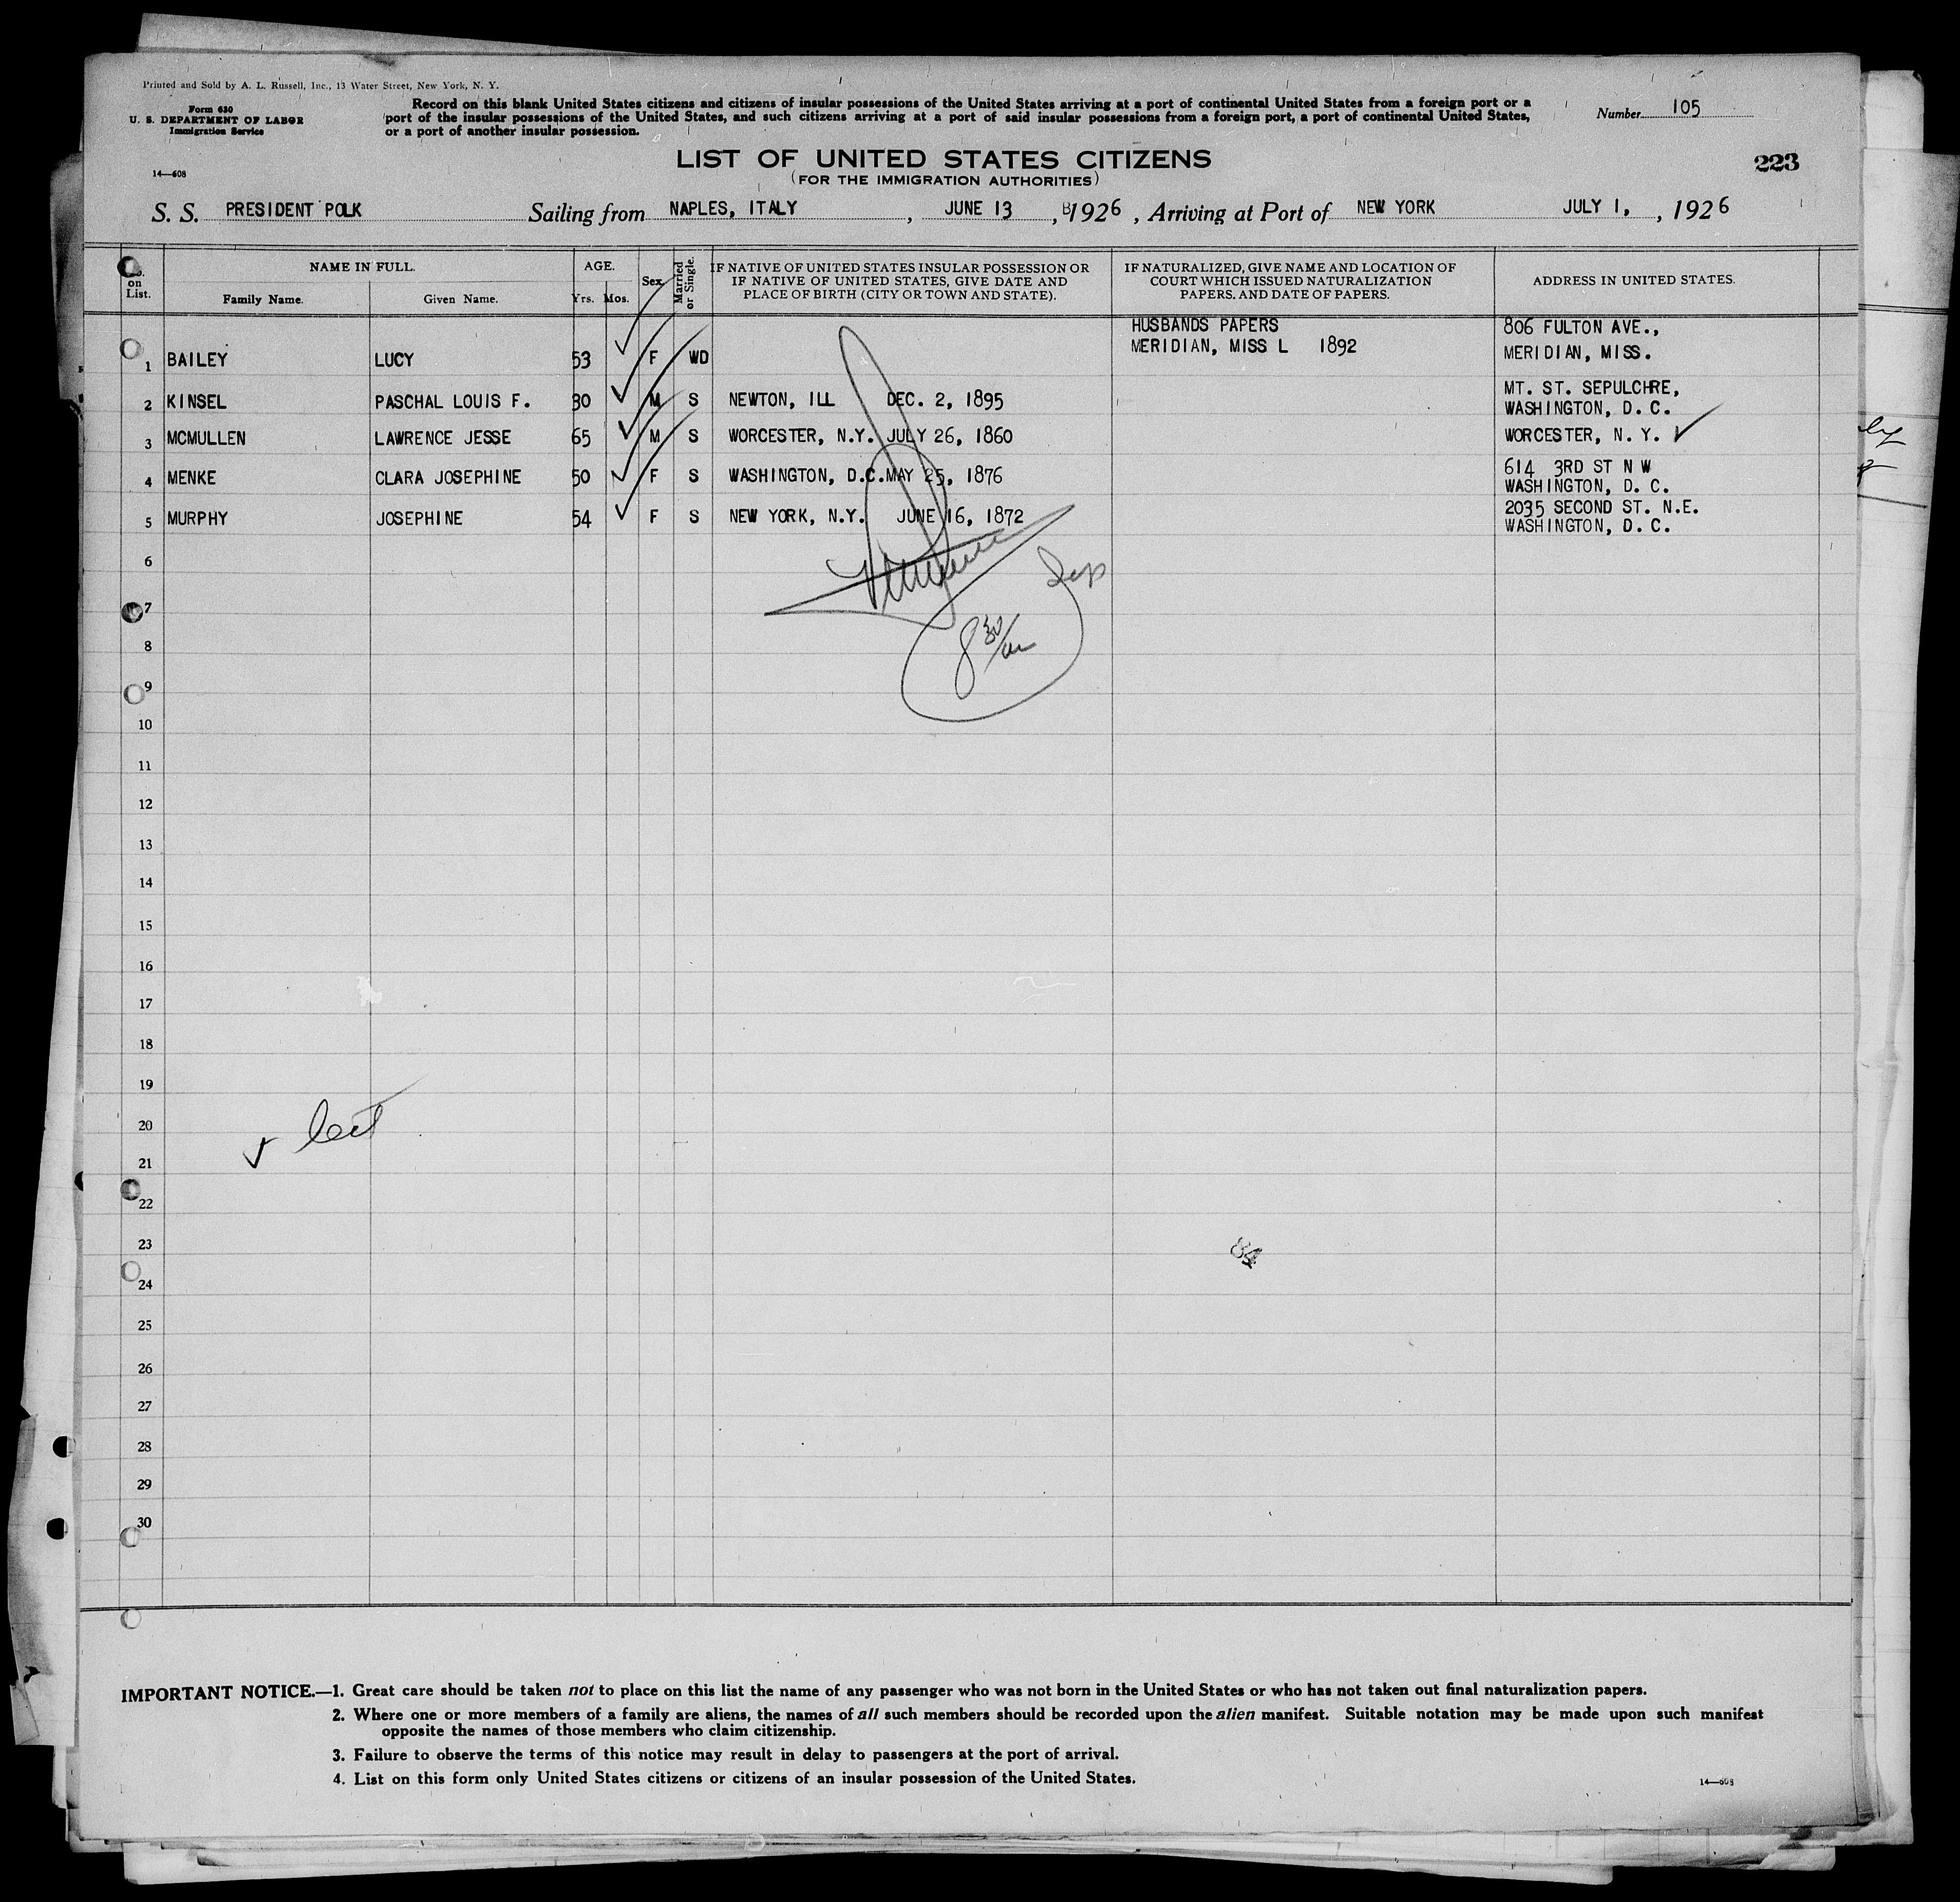 Printed and Sold by A. L. Russell, Inc., 13 Water Street, New York, N. Y.
Form 630
U. S. DEPARTMENT OF LABOR
Immigration Service
14—608
Record on this blank United States citizens and citizens of insular possessions of the United States arriving at a port of continental United States from a foreign port or a
port of the insular possessions of the United States, and such citizens arriving at a port of said insular possessions from a foreign port, a port of continental United States,
or a port of another insular possession.
Number 105
LIST OF UNITED STATES CITIZENS
(FOR THE IMMIGRATION AUTHORITIES)
223
S. S. PRESIDENT POLK Sailing from NAPLES, ITALY, JUNE 13, 1926, Arriving at Port of NEW YORK JULY 1, , 1926
No. on List. NAME IN FULL. Family Name. Given Name. AGE. Yrs. Mos. Sex. Married or Single. IF NATIVE OF UNITED STATES INSULAR POSSESSION OR IF NATIVE OF UNITED STATES, GIVE DATE AND PLACE OF BIRTH (CITY OR TOWN AND STATE). IF NATURALIZED, GIVE NAME AND LOCATION OF COURT WHICH ISSUED NATURALIZATION PAPERS, AND DATE OF PAPERS. ADDRESS IN UNITED STATES.
1 BAILEY LUCY 53 F WD HUSBANDS PAPERS MERIDIAN, MISS L 1892 806 FULTON AVE., MERIDIAN, MISS.
2 KINSEL PASCHAL LOUIS F. 30 M S NEWTON, ILL DEC. 2, 1895 MT. ST. SEPULCHRE, WASHINGTON, D. C.
3 MCMULLEN LAWRENCE JESSE 65 M S WORCESTER, N.Y. JULY 26, 1860 WORCESTER, N. Y.
4 MENKE CLARA JOSEPHINE 50 F S WASHINGTON, D.C. MAY 25, 1876 614 3RD ST N W WASHINGTON, D. C.
5 MURPHY JOSEPHINE 54 F S NEW YORK, N.Y. JUNE 16, 1872 2035 SECOND ST. N.E. WASHINGTON, D. C.
6
7
8
9
10
11
12
13
14
15
16
17
18
19
20
21
22
23
84
24
25
26
27
28
29
30
IMPORTANT NOTICE.—1. Great care should be taken not to place on this list the name of any passenger who was not born in the United States or who has not taken out final naturalization papers.
2. Where one or more members of a family are aliens, the names of all such members should be recorded upon the alien manifest. Suitable notation may be made upon such manifest
opposite the names of those members who claim citizenship.
3. Failure to observe the terms of this notice may result in delay to passengers at the port of arrival.
4. List on this form only United States citizens or citizens of an insular possession of the United States.
14—608